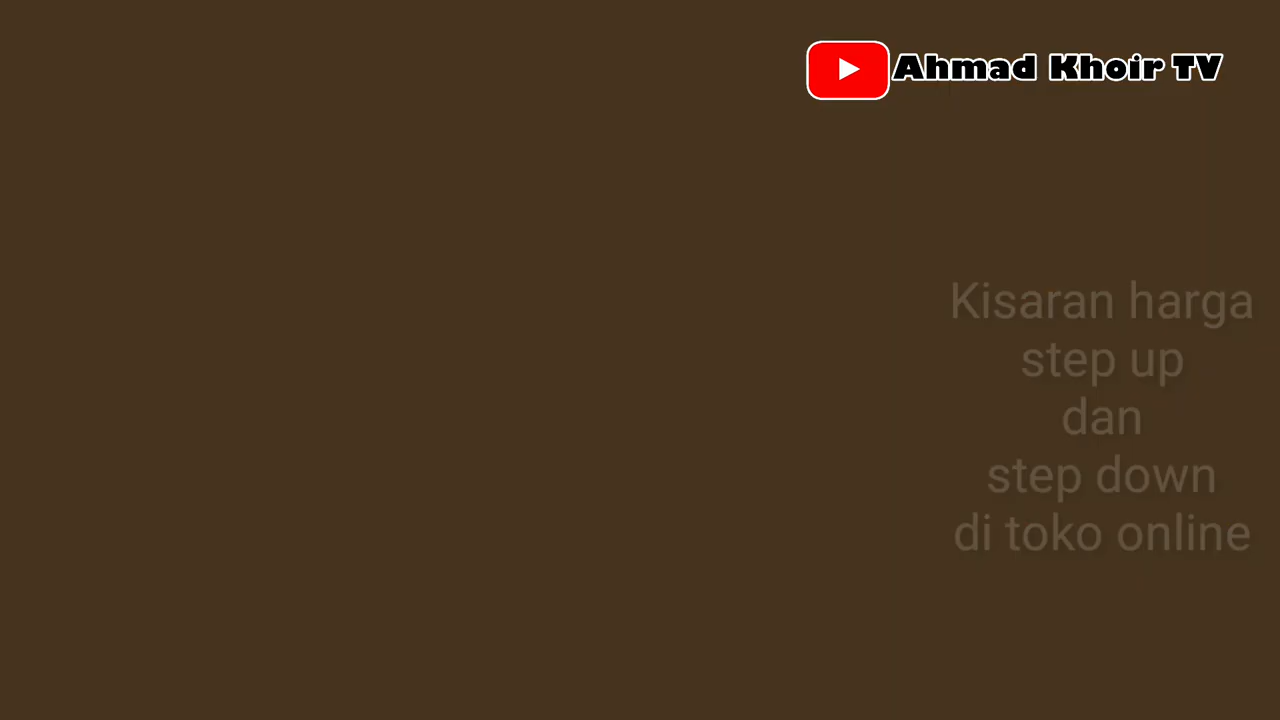 Ahmad Khoir TV
Kisaran harga
step up
dan
step down
di toko online